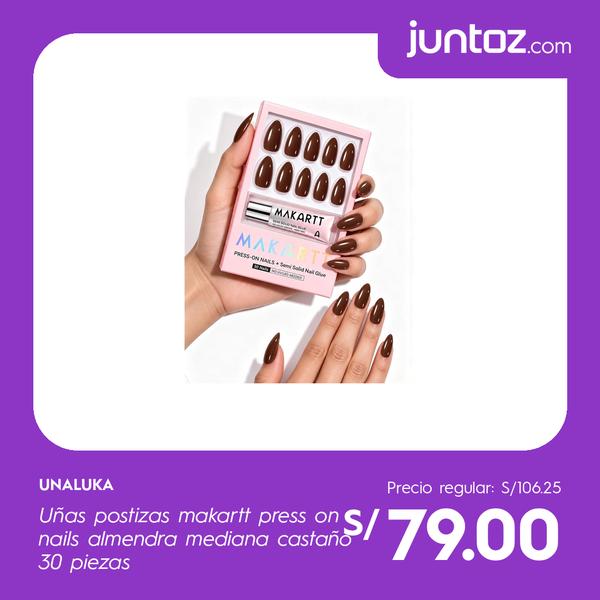 juntoz.com
MAKARTT
MAKARTT
PRESS-ON NAILS + Semi Solid Nail Glue
UNALUKA
Uñas postizas makartt press on
nails almendra mediana castaño
30 piezas
Precio regular: S/106.25
S/79.00